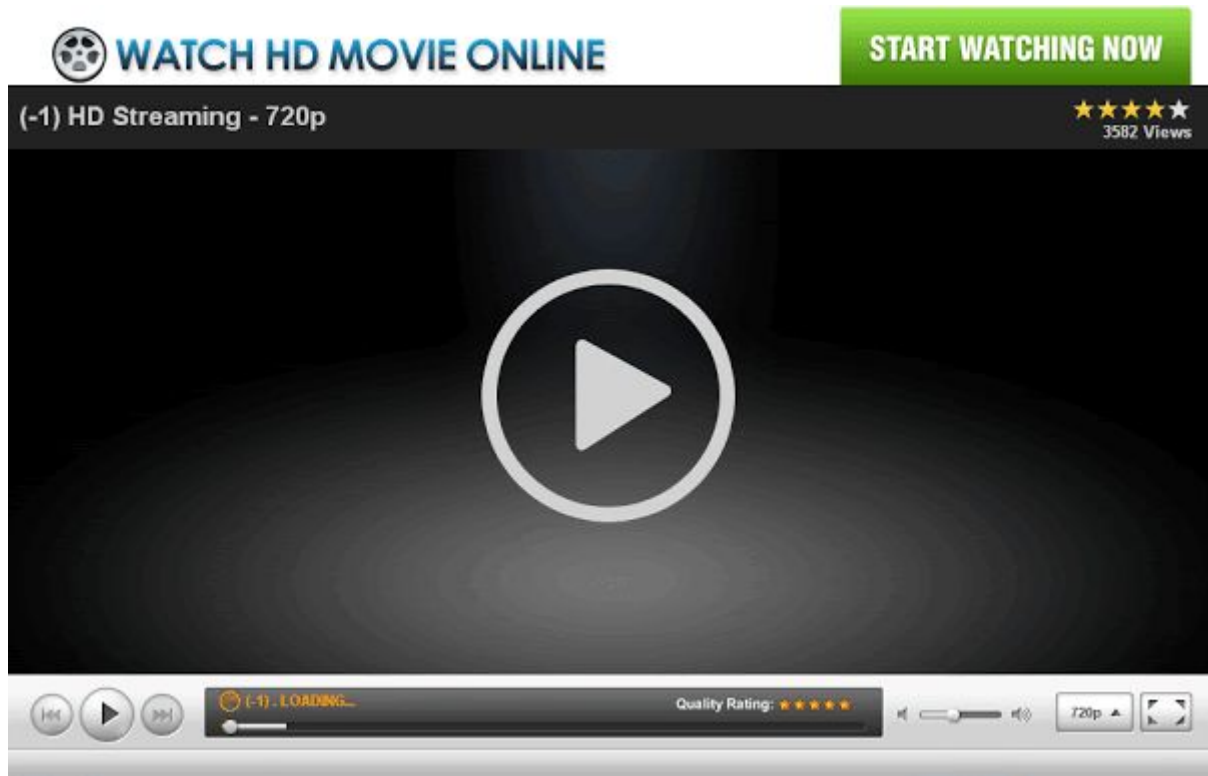 WATCH HD MOVIE ONLINE
START WATCHING NOW
(-1) HD Streaming - 720p
3582 Views
(-1) . LOADING...
Quality Rating:
720p